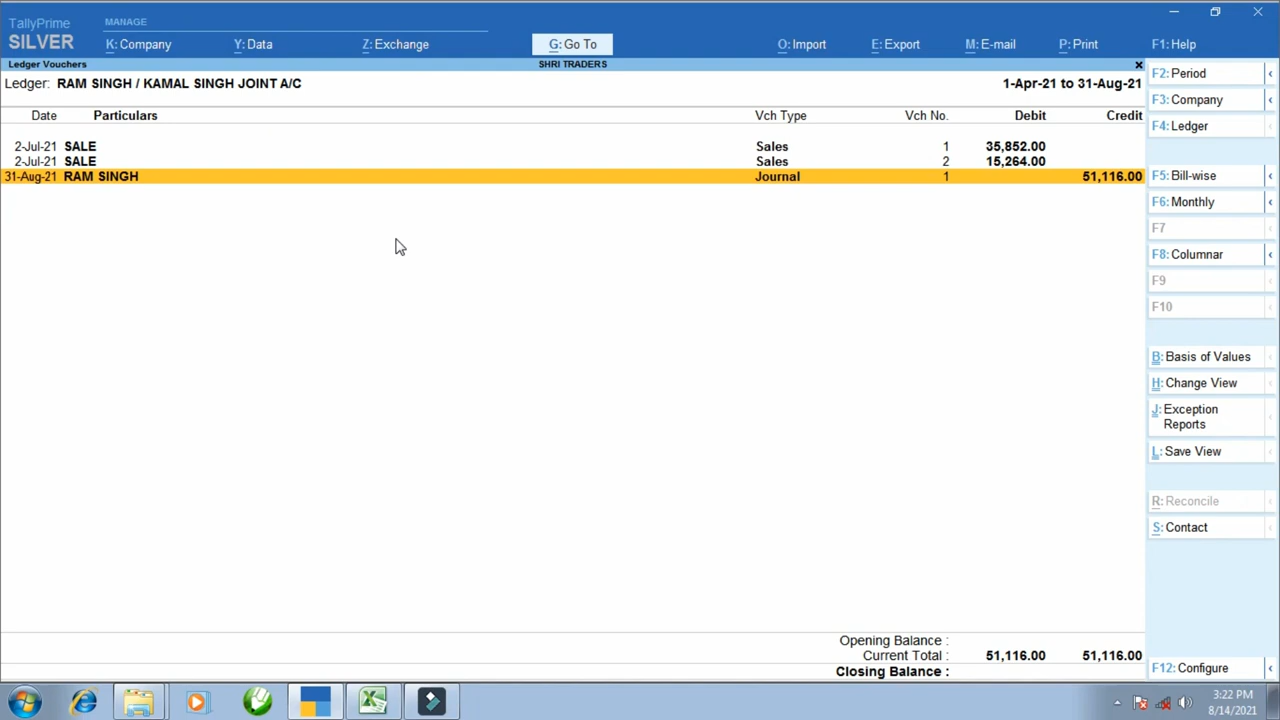 TallyPrime
SILVER
MANAGE
K: Company Y: Data Z: Exchange G: Go To O: Import E: Export M: E-mail P: Print F1: Help
Ledger Vouchers SHRI TRADERS
Ledger: RAM SINGH / KAMAL SINGH JOINT A/C 1-Apr-21 to 31-Aug-21
Date Particulars Vch Type Vch No. Debit Credit
2-Jul-21 SALE Sales 1 35,852.00
2-Jul-21 SALE Sales 2 15,264.00
31-Aug-21 RAM SINGH Journal 1 51,116.00
Opening Balance :
Current Total : 51,116.00 51,116.00
Closing Balance :
F2: Period
F3: Company
F4: Ledger
F5: Bill-wise
F6: Monthly
F7
F8: Columnar
F9
F10
B: Basis of Values
H: Change View
J: Exception
Reports
L: Save View
R: Reconcile
S: Contact
F12: Configure
3:22 PM
8/14/2021